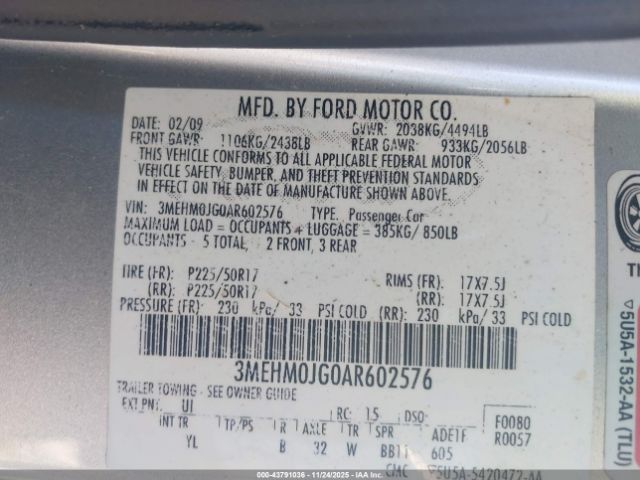 MFD. BY FORD MOTOR CO.
DATE: 02/09 GVWR: 2038KG/4494LB
FRONT GAWR: 1106KG/2438LB REAR GAWR: 933KG/2056LB
THIS VEHICLE CONFORMS TO ALL APPLICABLE FEDERAL MOTOR
VEHICLE SAFETY, BUMPER, AND THEFT PREVENTION STANDARDS
IN EFFECT ON THE DATE OF MANUFACTURE SHOWN ABOVE.
VIN: 3MEHM0JG0AR602576 TYPE: Passenger Car
MAXIMUM LOAD = OCCUPANTS + LUGGAGE = 385KG/ 850LB
OCCUPANTS - 5 TOTAL, 2 FRONT, 3 REAR
TIRE (FR): P225/50R17 RIMS (FR): 17X7.5J
(RR): P225/50R17 (RR): 17X7.5J
PRESSURE (FR): 230 kPa/ 33 PSI COLD (RR): 230 kPa/ 33 PSI COLD
3MEHM0JG0AR602576
TRAILER TOWING - SEE OWNER GUIDE
EXT PNT: UI RC: 15 DSO: F0080
INT TR TP/PS R AXLE TR SPR ADETF R0057
YL B 32 W BB11 605
CMC ▽5U5A-5420472-AA
▽5U5A-1532-AA (TLU)
© 43791036 - 11/24/2025 - IAAI.COM